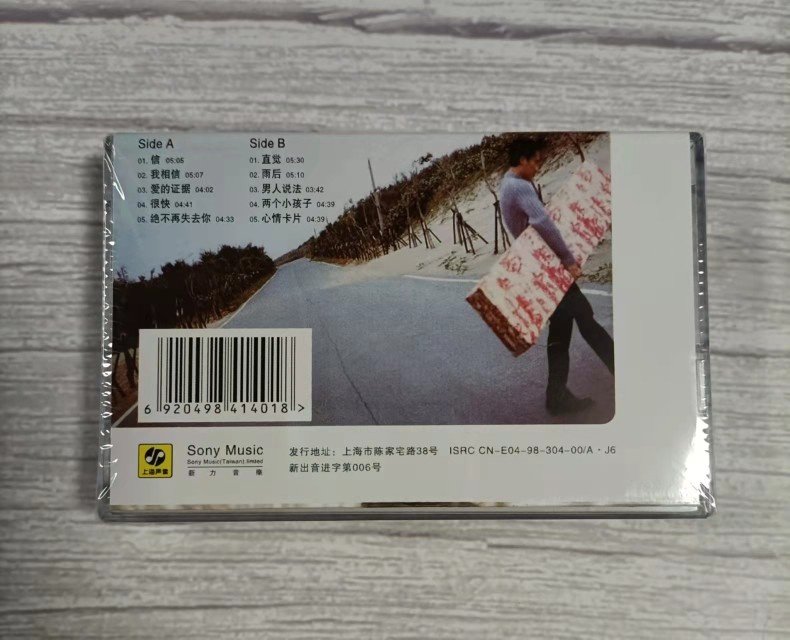 Side A
01. 信 05:05
02. 我相信 05:07
03. 爱的证据 04:02
04. 很快 04:41
05. 绝不再失去你 04:33
Side B
01. 直觉 05:30
02. 雨后 05:10
03. 男人说法 03:42
04. 两个小孩子 04:39
05. 心情卡片 04:39
6 920498 414018 >
上海声像
Sony Music
Sony Music(Taiwan) limited
新力音樂
发行地址：上海市陈家宅路38号 ISRC CN-E04-98-304-00/A·J6
新出音进字第006号